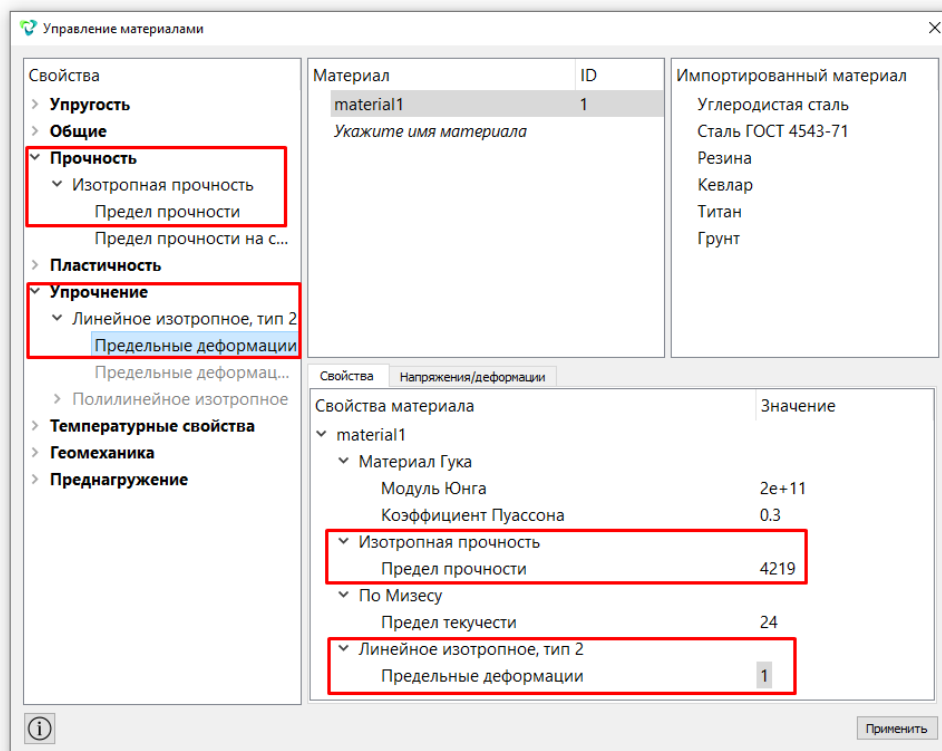 Управление материалами
Свойства
Упругость
Общие
Прочность
Изотропная прочность
Предел прочности
Предел прочности на с...
Пластичность
Упрочнение
Линейное изотропное, тип 2
Предельные деформации
Предельные деформац...
Полилинейное изотропное
Температурные свойства
Геомеханика
Преднагружение
Материал ID
material1 1
Укажите имя материала
Импортированный материал
Углеродистая сталь
Сталь ГОСТ 4543-71
Резина
Кевлар
Титан
Грунт
Свойства Напряжения/деформации
Свойства материала Значение
material1
Материал Гука
Модуль Юнга 2e+11
Коэффициент Пуассона 0.3
Изотропная прочность
Предел прочности 4219
По Мизесу
Предел текучести 24
Линейное изотропное, тип 2
Предельные деформации 1
Применить